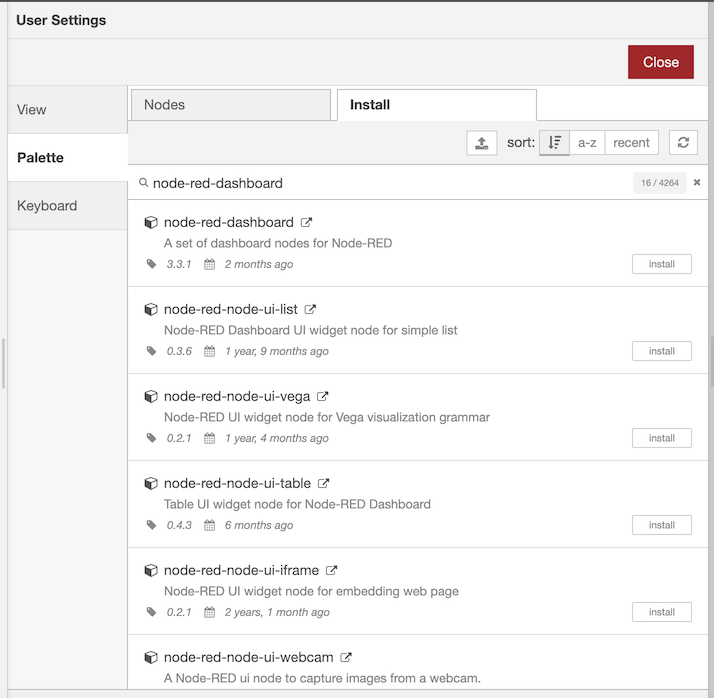 User Settings
Close
View
Palette
Keyboard
Nodes
Install
sort: a-z recent
node-red-dashboard 16 / 4264
node-red-dashboard
A set of dashboard nodes for Node-RED
3.3.1 2 months ago install
node-red-node-ui-list
Node-RED Dashboard UI widget node for simple list
0.3.6 1 year, 9 months ago install
node-red-node-ui-vega
Node-RED UI widget node for Vega visualization grammar
0.2.1 1 year, 4 months ago install
node-red-node-ui-table
Table UI widget node for Node-RED Dashboard
0.4.3 6 months ago install
node-red-node-ui-iframe
Node-RED UI widget node for embedding web page
0.2.1 2 years, 1 month ago install
node-red-node-ui-webcam
A Node-RED ui node to capture images from a webcam.